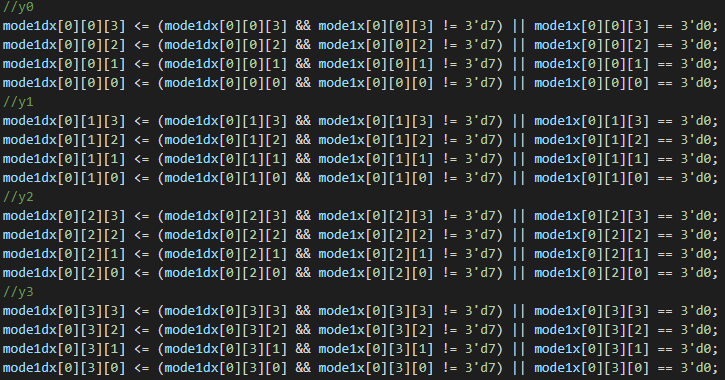 //y0
mode1dx[0][0][3] <= (mode1dx[0][0][3] && mode1x[0][0][3] != 3'd7) || mode1x[0][0][3] == 3'd0;
mode1dx[0][0][2] <= (mode1dx[0][0][2] && mode1x[0][0][2] != 3'd7) || mode1x[0][0][2] == 3'd0;
mode1dx[0][0][1] <= (mode1dx[0][0][1] && mode1x[0][0][1] != 3'd7) || mode1x[0][0][1] == 3'd0;
mode1dx[0][0][0] <= (mode1dx[0][0][0] && mode1x[0][0][0] != 3'd7) || mode1x[0][0][0] == 3'd0;
//y1
mode1dx[0][1][3] <= (mode1dx[0][1][3] && mode1x[0][1][3] != 3'd7) || mode1x[0][1][3] == 3'd0;
mode1dx[0][1][2] <= (mode1dx[0][1][2] && mode1x[0][1][2] != 3'd7) || mode1x[0][1][2] == 3'd0;
mode1dx[0][1][1] <= (mode1dx[0][1][1] && mode1x[0][1][1] != 3'd7) || mode1x[0][1][1] == 3'd0;
mode1dx[0][1][0] <= (mode1dx[0][1][0] && mode1x[0][1][0] != 3'd7) || mode1x[0][1][0] == 3'd0;
//y2
mode1dx[0][2][3] <= (mode1dx[0][2][3] && mode1x[0][2][3] != 3'd7) || mode1x[0][2][3] == 3'd0;
mode1dx[0][2][2] <= (mode1dx[0][2][2] && mode1x[0][2][2] != 3'd7) || mode1x[0][2][2] == 3'd0;
mode1dx[0][2][1] <= (mode1dx[0][2][1] && mode1x[0][2][1] != 3'd7) || mode1x[0][2][1] == 3'd0;
mode1dx[0][2][0] <= (mode1dx[0][2][0] && mode1x[0][2][0] != 3'd7) || mode1x[0][2][0] == 3'd0;
//y3
mode1dx[0][3][3] <= (mode1dx[0][3][3] && mode1x[0][3][3] != 3'd7) || mode1x[0][3][3] == 3'd0;
mode1dx[0][3][2] <= (mode1dx[0][3][2] && mode1x[0][3][2] != 3'd7) || mode1x[0][3][2] == 3'd0;
mode1dx[0][3][1] <= (mode1dx[0][3][1] && mode1x[0][3][1] != 3'd7) || mode1x[0][3][1] == 3'd0;
mode1dx[0][3][0] <= (mode1dx[0][3][0] && mode1x[0][3][0] != 3'd7) || mode1x[0][3][0] == 3'd0;